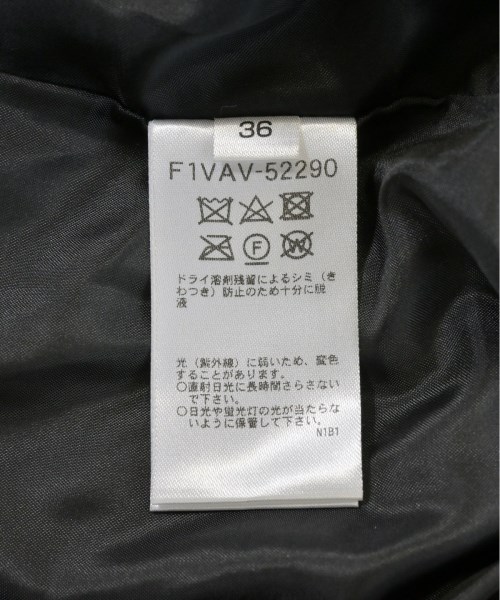 36
F1VAV-52290
F
W
ドライ溶剤残留によるシミ（き
わつき）防止のため十分に脱
液
光（紫外線）に弱いため、変色
することがあります。
○直射日光に長時間さらさない
で下さい。
○日光や蛍光灯の光が当たらな
いように保管して下さい。
N1B1